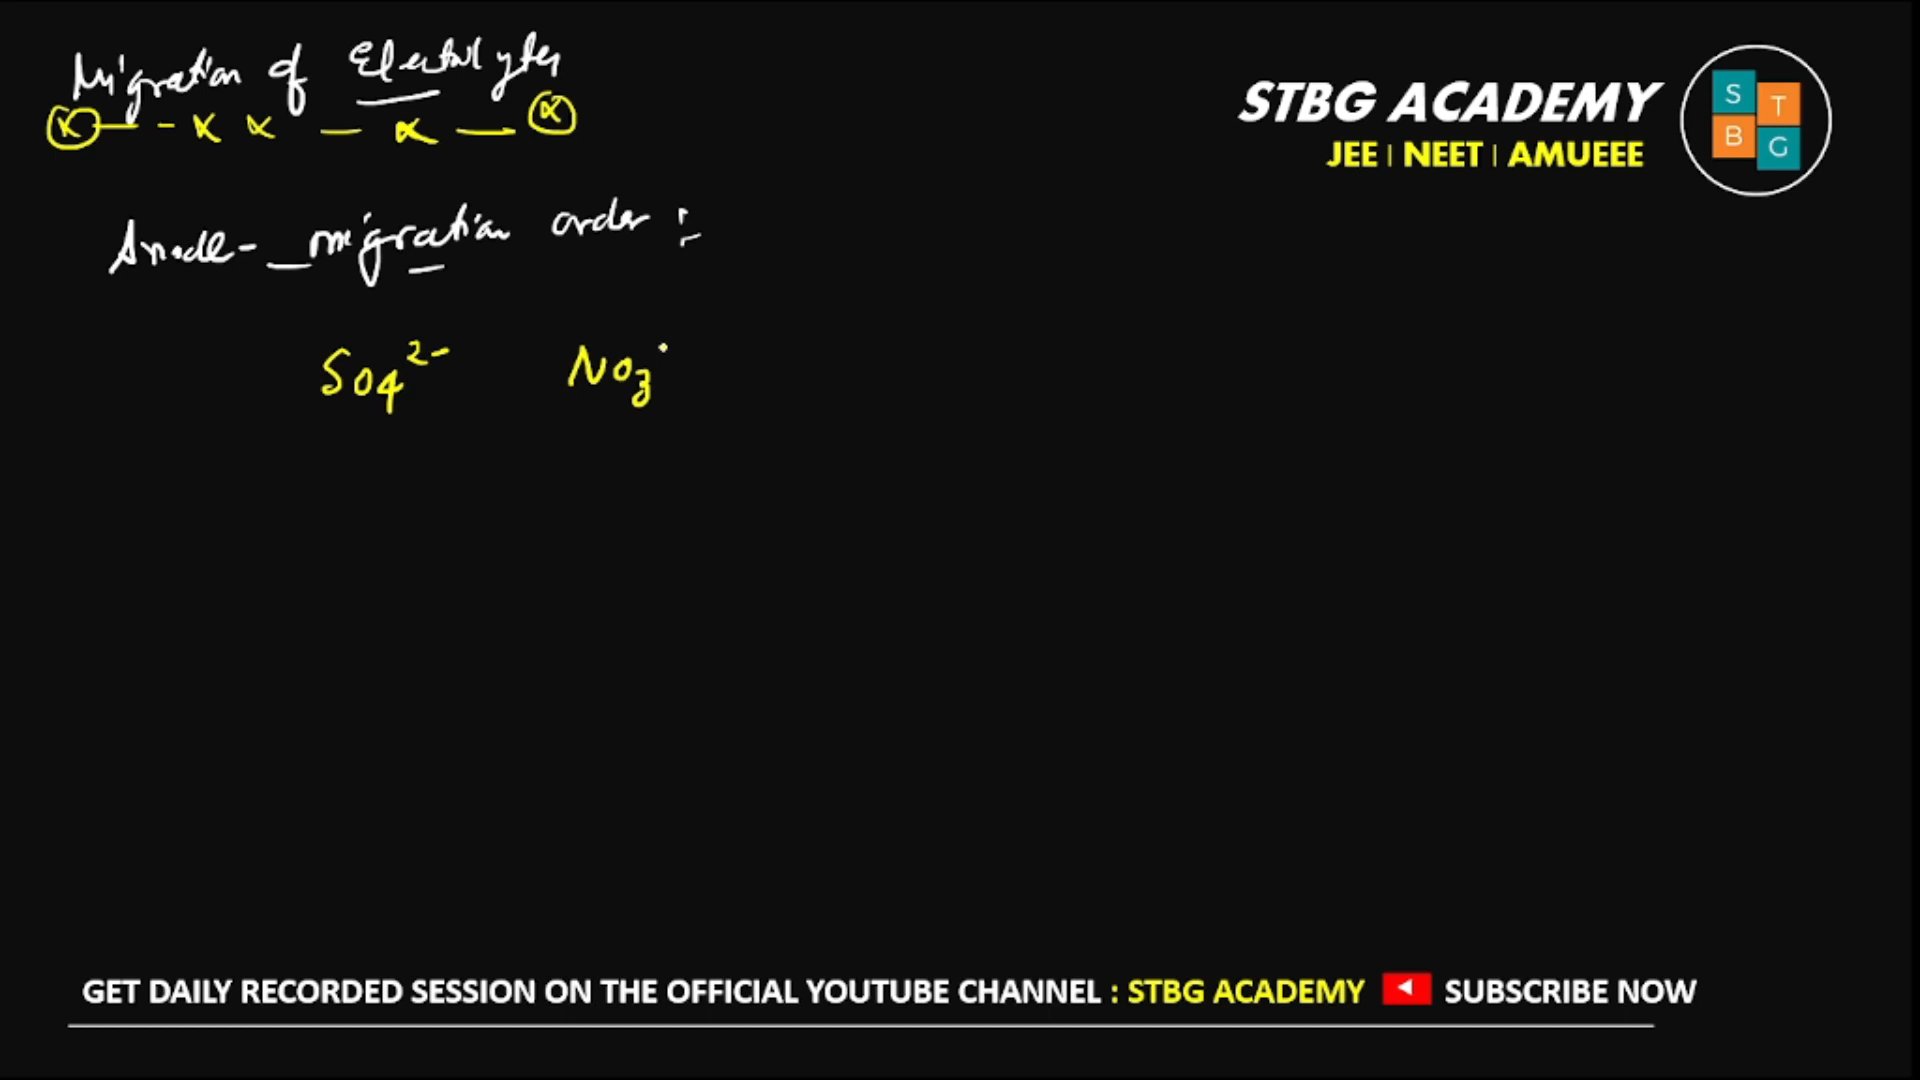 Migration of Electrolytes
STBG ACADEMY
JEE | NEET | AMUEEE
S T
B G
Anode - migration order :-
SO4 2- NO3
GET DAILY RECORDED SESSION ON THE OFFICIAL YOUTUBE CHANNEL : STBG ACADEMY SUBSCRIBE NOW